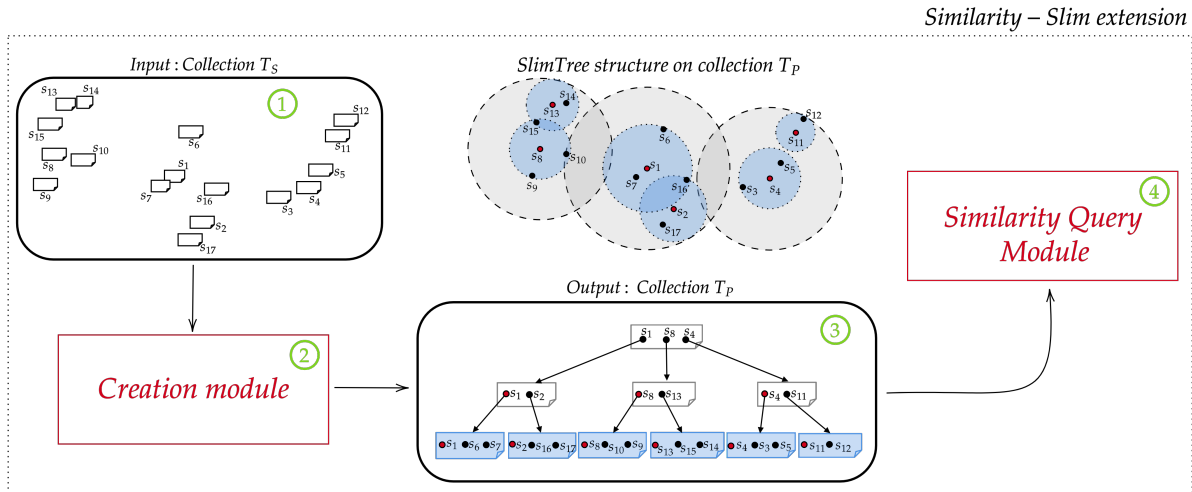 Similarity – Slim extension
Input : Collection T_S
SlimTree structure on collection T_P
1
s13 s14
s15
s8 s10
s9
s6
s1
s7
s16
s2
s17
s12
s11
s5
s4
s3
s14
s13
s15
s8
s10
s9
s6
s1
s7
s16
s2
s17
s12
s11
s5
s3
s4
4
Similarity Query
Module
2
Creation module
Output : Collection T_P
3
s1 s8 s4
s1 s2
s8 s13
s4 s11
s1 s6 s7
s2 s16 s17
s8 s10 s9
s13 s15 s14
s4 s3 s5
s11 s12